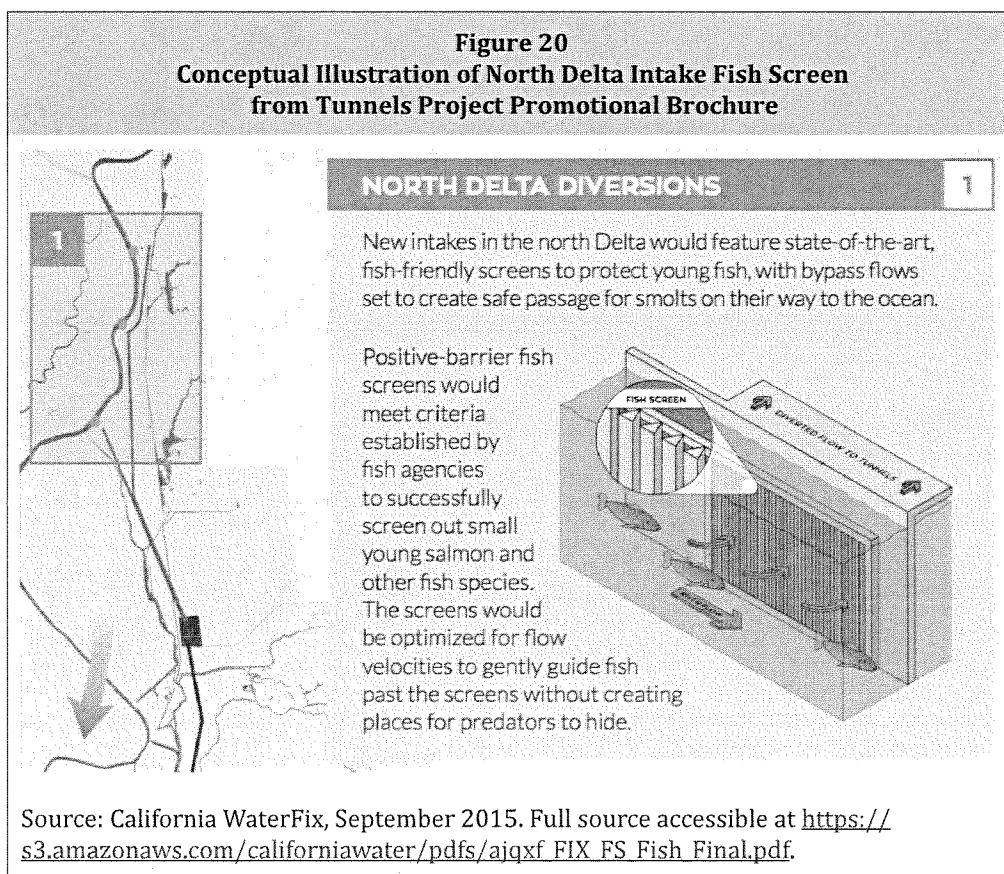 Figure 20
Conceptual Illustration of North Delta Intake Fish Screen
from Tunnels Project Promotional Brochure
NORTH DELTA DIVERSIONS
1
1
New intakes in the north Delta would feature state-of-the-art,
fish-friendly screens to protect young fish, with bypass flows
set to create safe passage for smolts on their way to the ocean.
Positive-barrier fish
screens would
meet criteria
established by
fish agencies
to successfully
screen out small
young salmon and
other fish species.
The screens would
be optimized for flow
velocities to gently guide fish
past the screens without creating
places for predators to hide.
FISH SCREEN
DIVERTED FLOW TO TUNNELS
Source: California WaterFix, September 2015. Full source accessible at https://
s3.amazonaws.com/californiawater/pdfs/ajqxf_FIX_FS_Fish_Final.pdf.